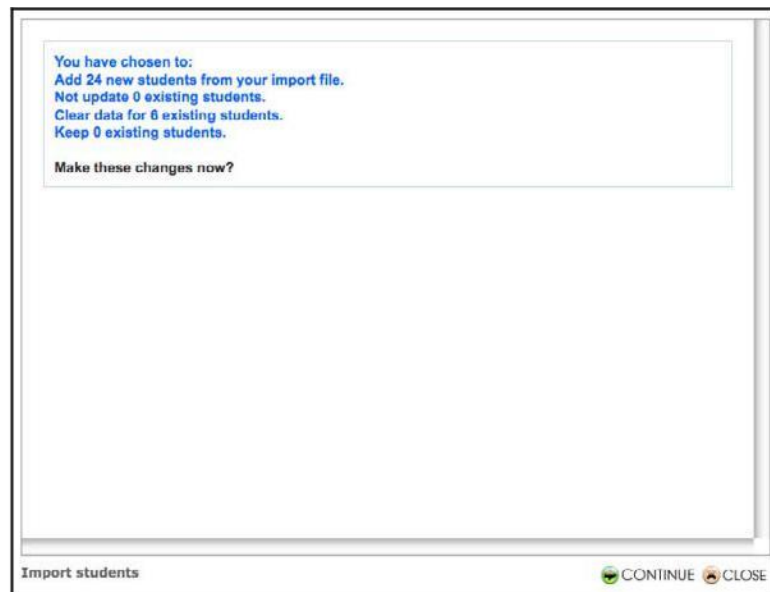 You have chosen to:
Add 24 new students from your import file.
Not update 0 existing students.
Clear data for 6 existing students.
Keep 0 existing students.
Make these changes now?
Import students
CONTINUE CLOSE